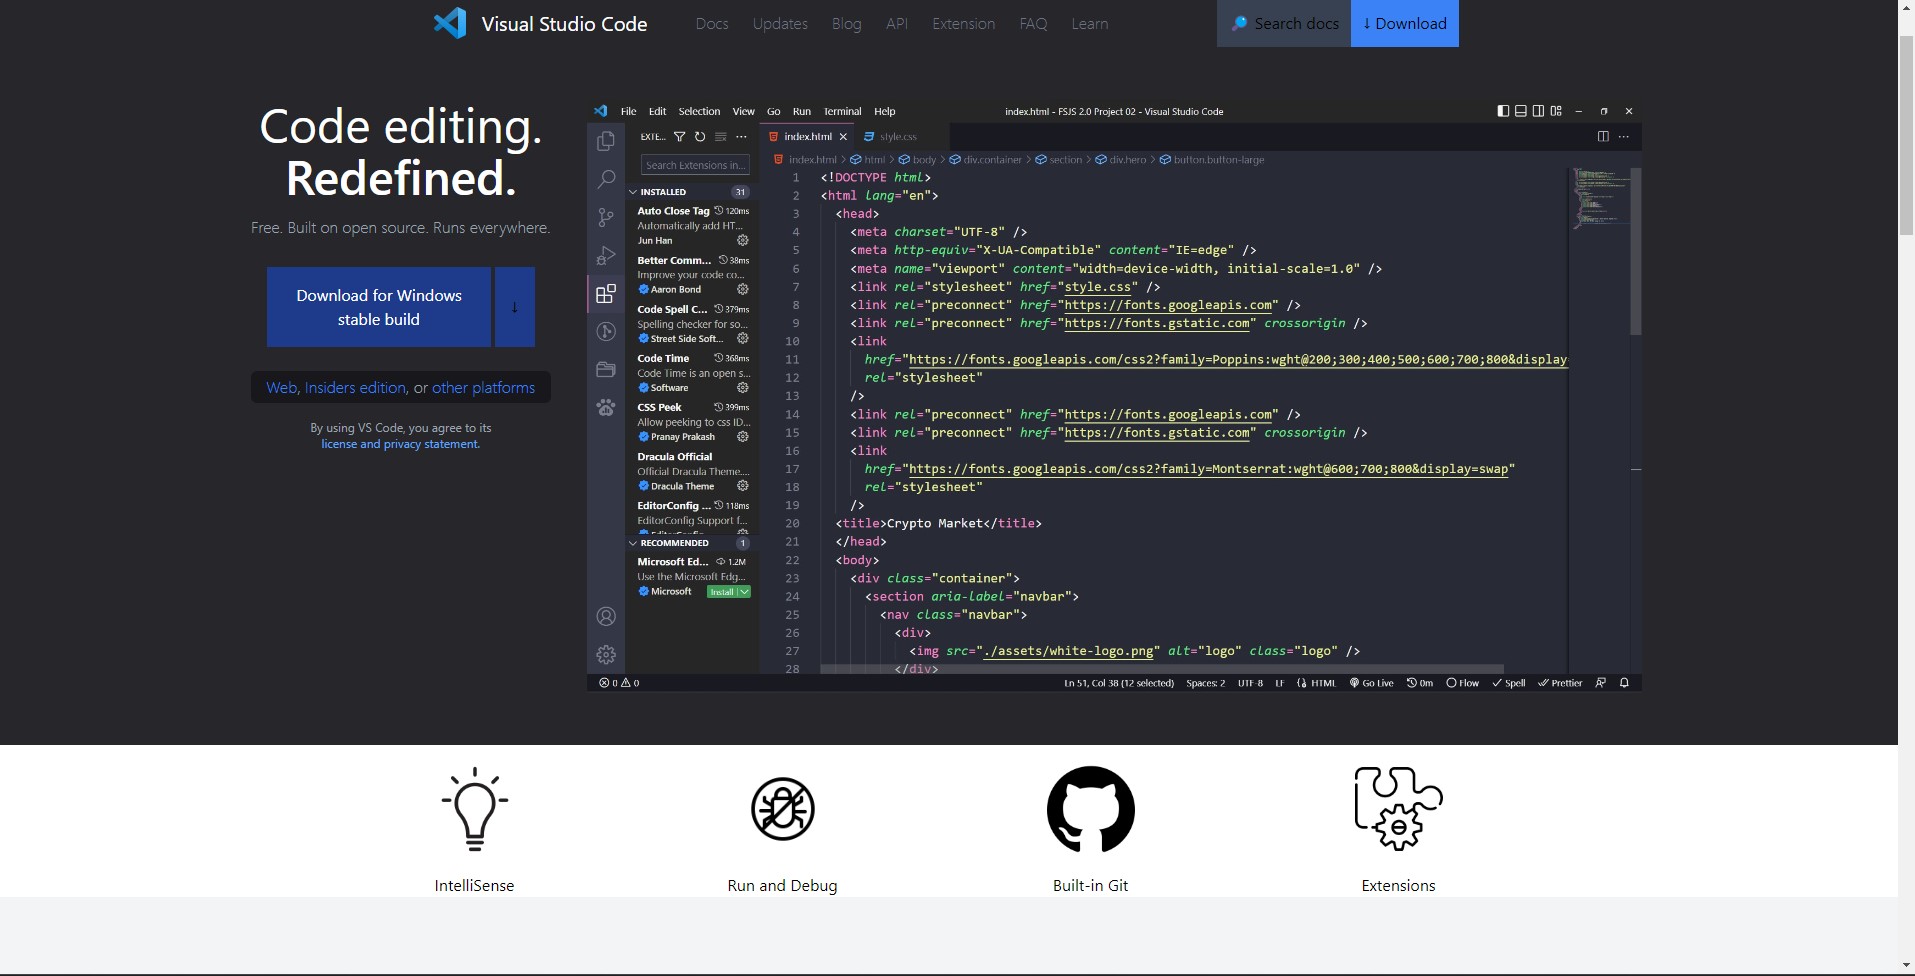 Visual Studio Code
Docs Updates Blog API Extension FAQ Learn
Search docs
↓ Download
Code editing.
Redefined.
Free. Built on open source. Runs everywhere.
Download for Windows
stable build
↓
Web, Insiders edition, or other platforms
By using VS Code, you agree to its
license and privacy statement.
File Edit Selection View Go Run Terminal Help
index.html - FSJS 2.0 Project 02 - Visual Studio Code
EXTE...
Search Extensions in...
INSTALLED 31
Auto Close Tag 120ms
Automatically add HT...
Jun Han
Better Comm... 38ms
Improve your code co...
Aaron Bond
Code Spell C... 379ms
Spelling checker for so...
Street Side Soft...
Code Time 368ms
Code Time is an open s...
Software
CSS Peek 399ms
Allow peeking to css ID...
Pranay Prakash
Dracula Official
Official Dracula Theme....
Dracula Theme
EditorConfig ... 118ms
EditorConfig Support f...
EditorConfig
RECOMMENDED 1
Microsoft Ed... 1.2M
Use the Microsoft Edg...
Microsoft Install
index.html style.css
index.html > html > body > div.container > section > div.hero > button.button-large
1 <!DOCTYPE html>
2 <html lang="en">
3 <head>
4 <meta charset="UTF-8" />
5 <meta http-equiv="X-UA-Compatible" content="IE=edge" />
6 <meta name="viewport" content="width=device-width, initial-scale=1.0" />
7 <link rel="stylesheet" href="style.css" />
8 <link rel="preconnect" href="https://fonts.googleapis.com" />
9 <link rel="preconnect" href="https://fonts.gstatic.com" crossorigin />
10 <link
11 href="https://fonts.googleapis.com/css2?family=Poppins:wght@200;300;400;500;600;700;800&display=
12 rel="stylesheet"
13 />
14 <link rel="preconnect" href="https://fonts.googleapis.com" />
15 <link rel="preconnect" href="https://fonts.gstatic.com" crossorigin />
16 <link
17 href="https://fonts.googleapis.com/css2?family=Montserrat:wght@600;700;800&display=swap"
18 rel="stylesheet"
19 />
20 <title>Crypto Market</title>
21 </head>
22 <body>
23 <div class="container">
24 <section aria-label="navbar">
25 <nav class="navbar">
26 <div>
27 <img src="./assets/white-logo.png" alt="logo" class="logo" />
28 </div>
0 0
Ln 51, Col 38 (12 selected) Spaces: 2 UTF-8 LF HTML Go Live 0m Flow Spell Prettier
IntelliSense
Run and Debug
Built-in Git
Extensions